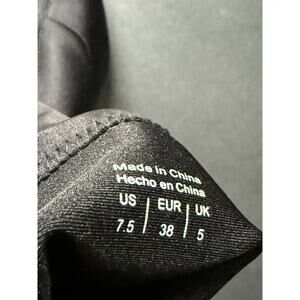 Made in China
Hecho en China
US | EUR | UK
7.5 | 38 | 5